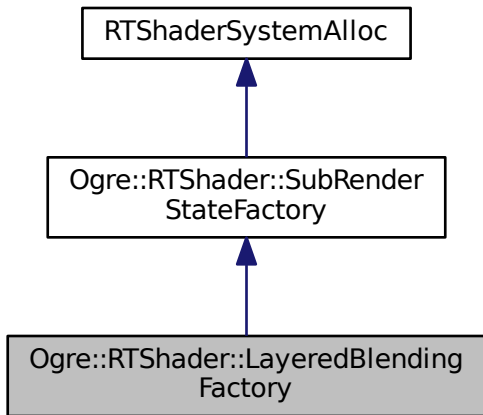 RTShaderSystemAlloc
Ogre::RTShader::SubRender
StateFactory
Ogre::RTShader::LayeredBlending
Factory